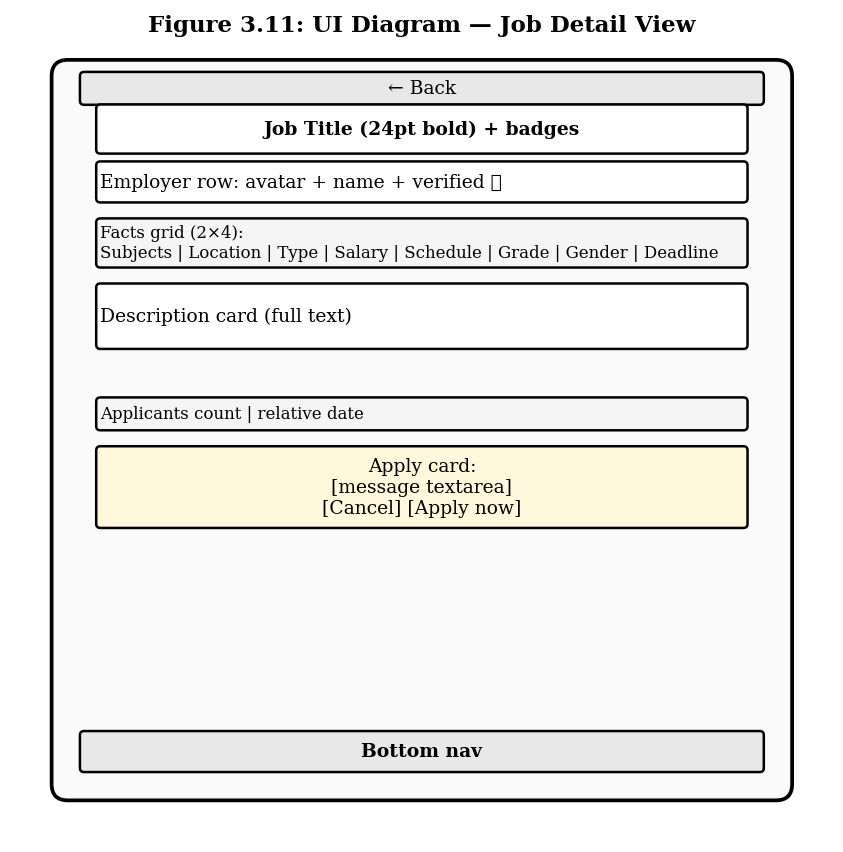 Figure 3.11: UI Diagram — Job Detail View
← Back
Job Title (24pt bold) + badges
Employer row: avatar + name + verified
Facts grid (2×4):
Subjects | Location | Type | Salary | Schedule | Grade | Gender | Deadline
Description card (full text)
Applicants count | relative date
Apply card:
[message textarea]
[Cancel] [Apply now]
Bottom nav